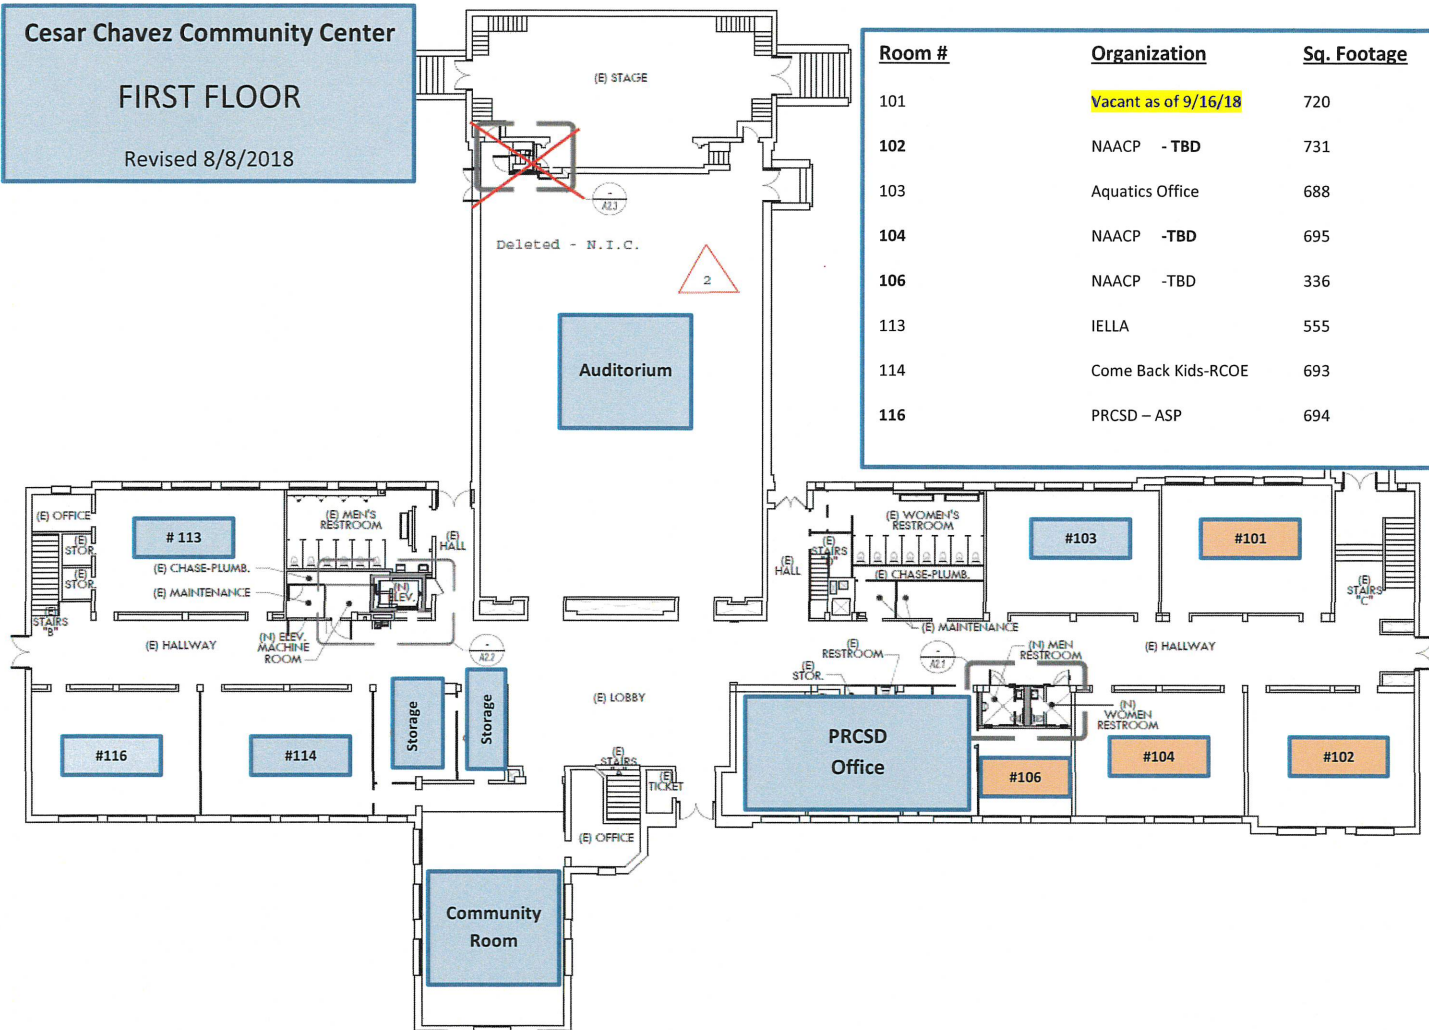 Cesar Chavez Community Center
FIRST FLOOR
Revised 8/8/2018
Room # Organization Sq. Footage
101 Vacant as of 9/16/18 720
102 NAACP - TBD 731
103 Aquatics Office 688
104 NAACP -TBD 695
106 NAACP -TBD 336
113 IELLA 555
114 Come Back Kids-RCOE 693
116 PRCSD – ASP 694
(E) STAGE
-
A2.3
Deleted - N.I.C.
2
Auditorium
(E) OFFICE
# 113
(E) MEN'S
RESTROOM
(E)
HALL
(E)
STOR.
(E)
STOR.
(E) CHASE-PLUMB.
(E) MAINTENANCE
(N)
ELEV.
(E)
STAIRS
"B"
(E) HALLWAY
(N) ELEV.
MACHINE
ROOM
-
A2.2
(E)
HALL
(E)
STAIRS
"D"
(E) WOMEN'S
RESTROOM
(E) CHASE-PLUMB.
(E) MAINTENANCE
#103
#101
(E)
STAIRS
"C"
(E)
RESTROOM
(E)
STOR.
-
A2.1
(N) MEN
RESTROOM
(E) HALLWAY
(N)
WOMEN
RESTROOM
#116
#114
Storage
Storage
(E) LOBBY
(E)
STAIRS
"A"
(E)
TICKET
(E) OFFICE
PRCSD
Office
#106
#104
#102
Community
Room